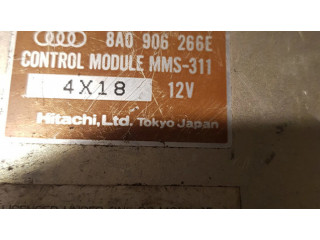 8A0 906 266E
CONTROL MODULE MMS-311
4X18 12V
Hitachi, Ltd. Tokyo Japan